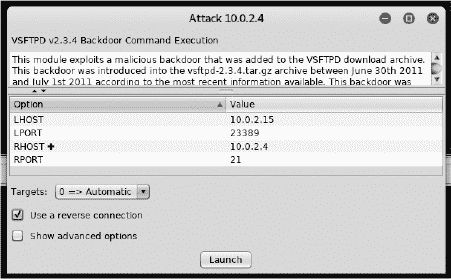 Attack 10.0.2.4
VSFTPD v2.3.4 Backdoor Command Execution
This module exploits a malicious backdoor that was added to the VSFTPD download archive.
This backdoor was introduced into the vsftpd-2.3.4.tar.gz archive between June 30th 2011
and July 1st 2011 according to the most recent information available. This backdoor was
Option Value
LHOST 10.0.2.15
LPORT 23389
RHOST ✚ 10.0.2.4
RPORT 21
Targets: 0 => Automatic
Use a reverse connection
Show advanced options
Launch